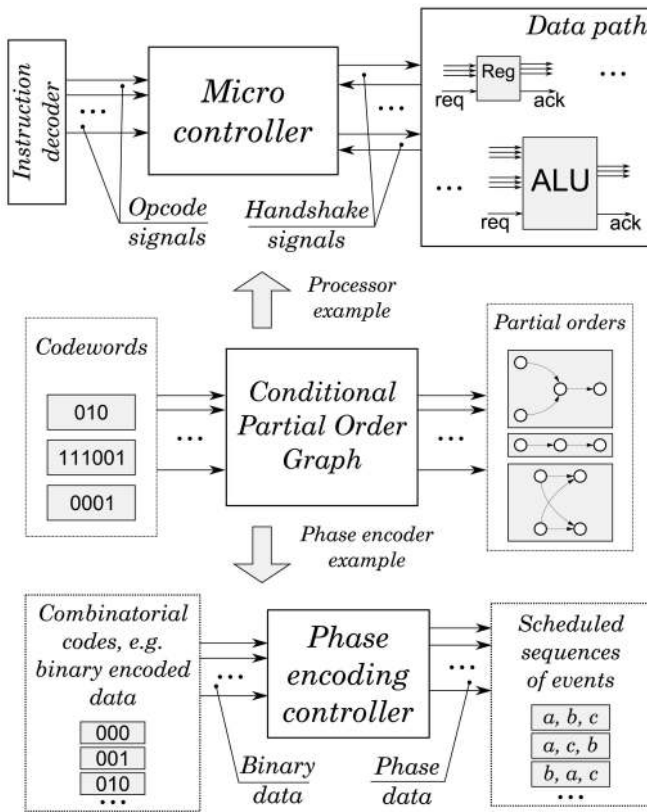 Instruction
decoder
Micro
controller
Data path
Reg
req
ack
ALU
req
ack
Opcode
signals
Handshake
signals
Processor
example
Codewords
010
111001
0001
Conditional
Partial Order
Graph
Partial orders
Phase encoder
example
Combinatorial
codes, e.g.
binary encoded
data
000
001
010
Phase
encoding
controller
Binary
data
Phase
data
Scheduled
sequences
of events
a, b, c
a, c, b
b, a, c